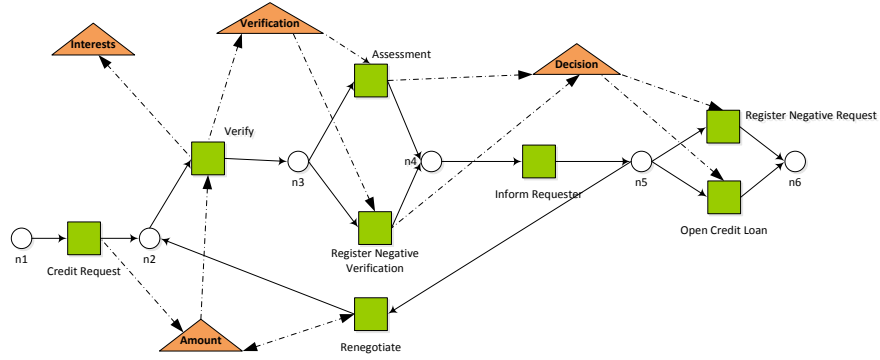 Verification
Interests
Assessment
Decision
Register Negative Request
Verify
n3
n4
Inform Requester
n5
n6
n1
Credit Request
n2
Register Negative
Verification
Open Credit Loan
Amount
Renegotiate